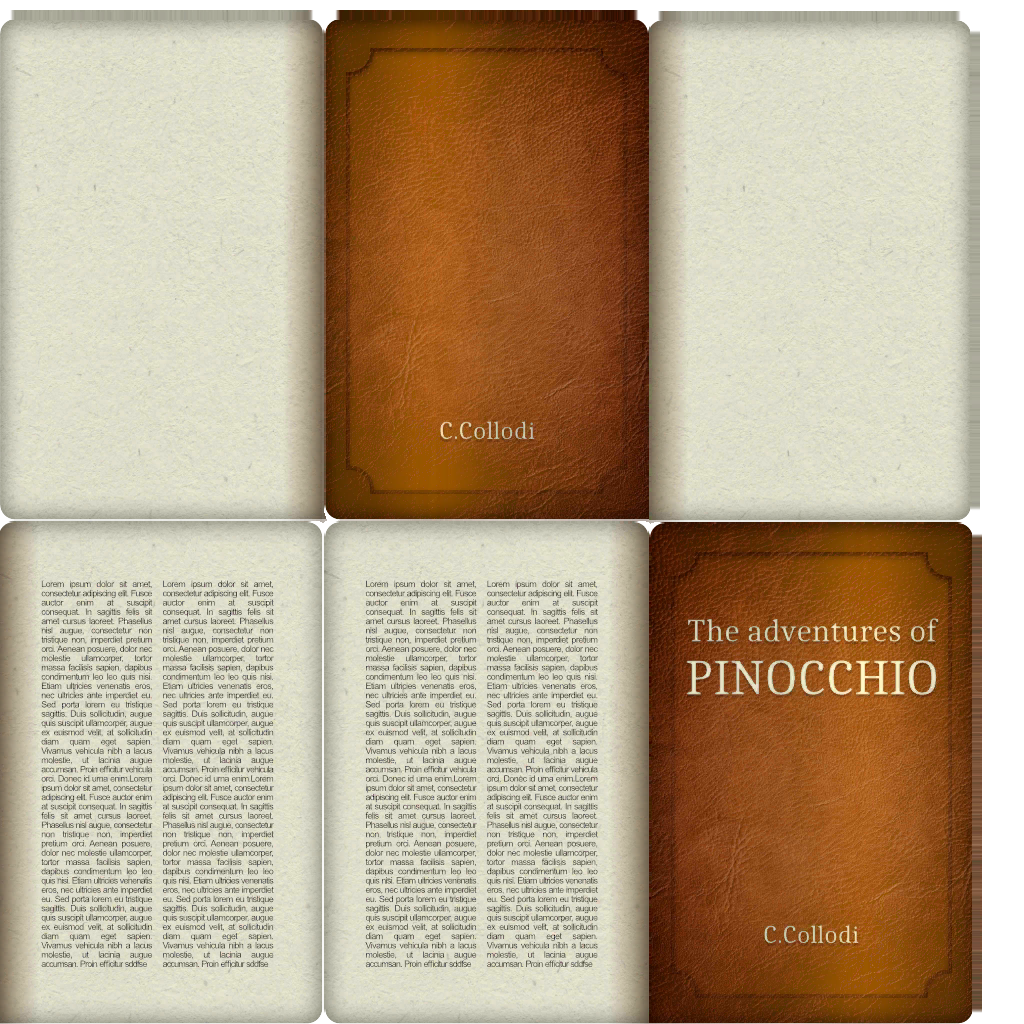 C.Collodi
Lorem ipsum dolor sit amet,
consectetur adipiscing elit. Fusce
auctor enim at suscipit
consequat. In sagittis felis sit
amet cursus laoreet. Phasellus
nisl augue, consectetur non
tristique non, imperdiet pretium
orci. Aenean posuere, dolor nec
molestie ullamcorper, tortor
massa facilisis sapien, dapibus
condimentum leo leo quis nisi.
Etiam ultricies venenatis eros,
nec ultricies ante imperdiet eu.
Sed porta lorem eu tristique
sagittis. Duis sollicitudin, augue
quis suscipit ullamcorper, augue
ex euismod velit, at sollicitudin
diam quam eget sapien.
Vivamus vehicula nibh a lacus
molestie, ut lacinia augue
accumsan. Proin efficitur vehicula
orci. Donec id urna enim.Lorem
ipsum dolor sit amet, consectetur
adipiscing elit. Fusce auctor enim
at suscipit consequat. In sagittis
felis sit amet cursus laoreet.
Phasellus nisl augue, consectetur
non tristique non, imperdiet
pretium orci. Aenean posuere,
dolor nec molestie ullamcorper,
tortor massa facilisis sapien,
dapibus condimentum leo leo
quis nisi. Etiam ultricies venenatis
eros, nec ultricies ante imperdiet
eu. Sed porta lorem eu tristique
sagittis. Duis sollicitudin, augue
quis suscipit ullamcorper, augue
ex euismod velit, at sollicitudin
diam quam eget sapien.
Vivamus vehicula nibh a lacus
molestie, ut lacinia augue
accumsan. Proin efficitur sddfse
Lorem ipsum dolor sit amet,
consectetur adipiscing elit. Fusce
auctor enim at suscipit
consequat. In sagittis felis sit
amet cursus laoreet. Phasellus
nisl augue, consectetur non
tristique non, imperdiet pretium
orci. Aenean posuere, dolor nec
molestie ullamcorper, tortor
massa facilisis sapien, dapibus
condimentum leo leo quis nisi.
Etiam ultricies venenatis eros,
nec ultricies ante imperdiet eu.
Sed porta lorem eu tristique
sagittis. Duis sollicitudin, augue
quis suscipit ullamcorper, augue
ex euismod velit, at sollicitudin
diam quam eget sapien.
Vivamus vehicula nibh a lacus
molestie, ut lacinia augue
accumsan. Proin efficitur vehicula
orci. Donec id urna enim.Lorem
ipsum dolor sit amet, consectetur
adipiscing elit. Fusce auctor enim
at suscipit consequat. In sagittis
felis sit amet cursus laoreet.
Phasellus nisl augue, consectetur
non tristique non, imperdiet
pretium orci. Aenean posuere,
dolor nec molestie ullamcorper,
tortor massa facilisis sapien,
dapibus condimentum leo leo
quis nisi. Etiam ultricies venenatis
eros, nec ultricies ante imperdiet
eu. Sed porta lorem eu tristique
sagittis. Duis sollicitudin, augue
quis suscipit ullamcorper, augue
ex euismod velit, at sollicitudin
diam quam eget sapien.
Vivamus vehicula nibh a lacus
molestie, ut lacinia augue
accumsan. Proin efficitur sddfse
Lorem ipsum dolor sit amet,
consectetur adipiscing elit. Fusce
auctor enim at suscipit
consequat. In sagittis felis sit
amet cursus laoreet. Phasellus
nisl augue, consectetur non
tristique non, imperdiet pretium
orci. Aenean posuere, dolor nec
molestie ullamcorper, tortor
massa facilisis sapien, dapibus
condimentum leo leo quis nisi.
Etiam ultricies venenatis eros,
nec ultricies ante imperdiet eu.
Sed porta lorem eu tristique
sagittis. Duis sollicitudin, augue
quis suscipit ullamcorper, augue
ex euismod velit, at sollicitudin
diam quam eget sapien.
Vivamus vehicula nibh a lacus
molestie, ut lacinia augue
accumsan. Proin efficitur vehicula
orci. Donec id urna enim.Lorem
ipsum dolor sit amet, consectetur
adipiscing elit. Fusce auctor enim
at suscipit consequat. In sagittis
felis sit amet cursus laoreet.
Phasellus nisl augue, consectetur
non tristique non, imperdiet
pretium orci. Aenean posuere,
dolor nec molestie ullamcorper,
tortor massa facilisis sapien,
dapibus condimentum leo leo
quis nisi. Etiam ultricies venenatis
eros, nec ultricies ante imperdiet
eu. Sed porta lorem eu tristique
sagittis. Duis sollicitudin, augue
quis suscipit ullamcorper, augue
ex euismod velit, at sollicitudin
diam quam eget sapien.
Vivamus vehicula nibh a lacus
molestie, ut lacinia augue
accumsan. Proin efficitur sddfse
Lorem ipsum dolor sit amet,
consectetur adipiscing elit. Fusce
auctor enim at suscipit
consequat. In sagittis felis sit
amet cursus laoreet. Phasellus
nisl augue, consectetur non
tristique non, imperdiet pretium
orci. Aenean posuere, dolor nec
molestie ullamcorper, tortor
massa facilisis sapien, dapibus
condimentum leo leo quis nisi.
Etiam ultricies venenatis eros,
nec ultricies ante imperdiet eu.
Sed porta lorem eu tristique
sagittis. Duis sollicitudin, augue
quis suscipit ullamcorper, augue
ex euismod velit, at sollicitudin
diam quam eget sapien.
Vivamus vehicula nibh a lacus
molestie, ut lacinia augue
accumsan. Proin efficitur vehicula
orci. Donec id urna enim.Lorem
ipsum dolor sit amet, consectetur
adipiscing elit. Fusce auctor enim
at suscipit consequat. In sagittis
felis sit amet cursus laoreet.
Phasellus nisl augue, consectetur
non tristique non, imperdiet
pretium orci. Aenean posuere,
dolor nec molestie ullamcorper,
tortor massa facilisis sapien,
dapibus condimentum leo leo
quis nisi. Etiam ultricies venenatis
eros, nec ultricies ante imperdiet
eu. Sed porta lorem eu tristique
sagittis. Duis sollicitudin, augue
quis suscipit ullamcorper, augue
ex euismod velit, at sollicitudin
diam quam eget sapien.
Vivamus vehicula nibh a lacus
molestie, ut lacinia augue
accumsan. Proin efficitur sddfse
The adventures of
PINOCCHIO
C.Collodi